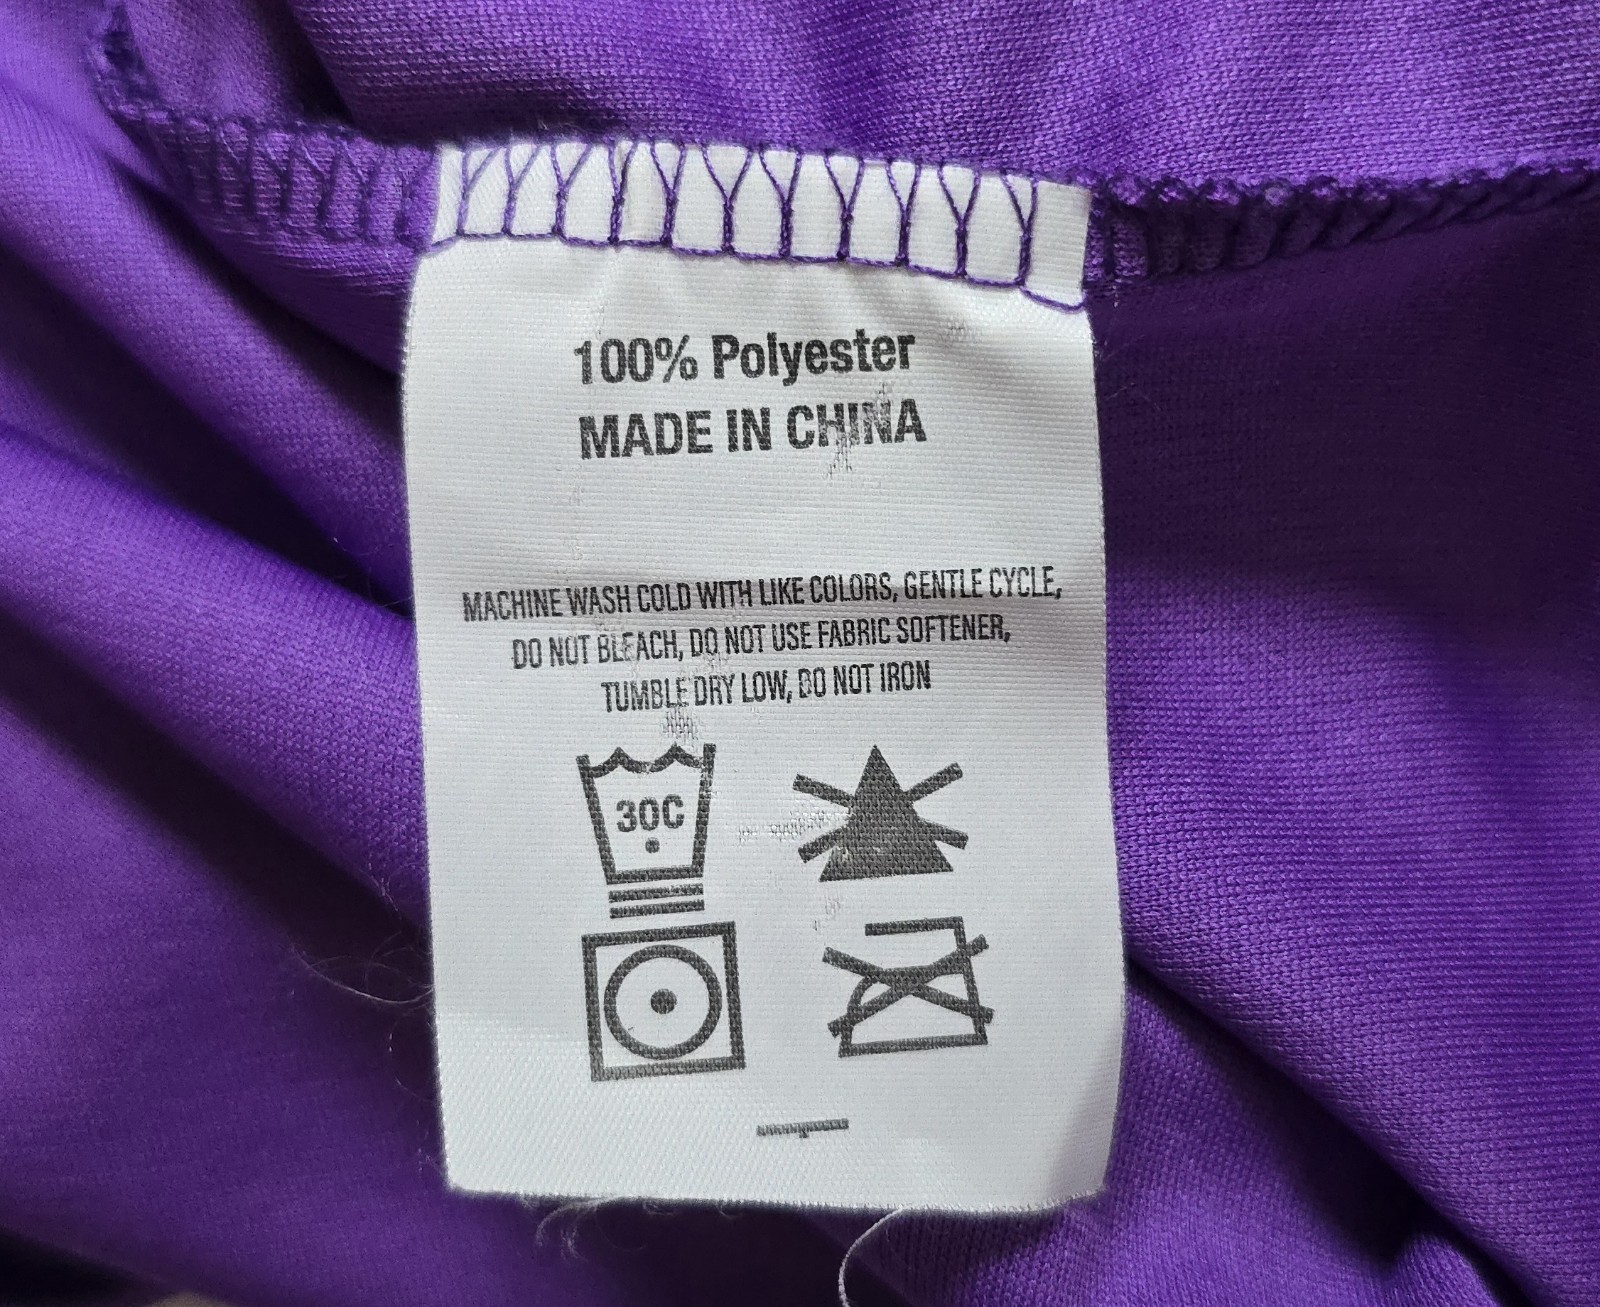 100% Polyester
MADE IN CHINA
MACHINE WASH COLD WITH LIKE COLORS, GENTLE CYCLE,
DO NOT BLEACH, DO NOT USE FABRIC SOFTENER,
TUMBLE DRY LOW, DO NOT IRON
30C